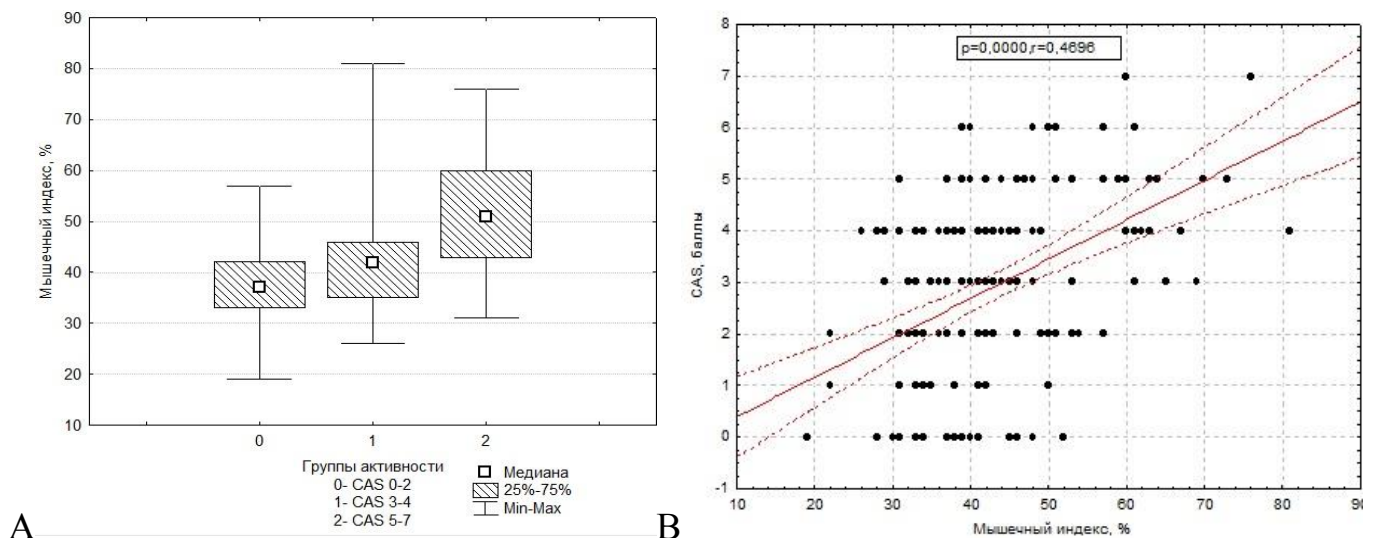 90
80
70
60
50
40
30
20
10
Мышечный индекс, %
0 1 2
Группы активности
0- CAS 0-2
1- CAS 3-4
2- CAS 5-7
Медиана
25%-75%
Min-Max
A
p=0,0000,r=0,4696
8
7
6
5
4
3
2
1
0
-1
CAS, баллы
10 20 30 40 50 60 70 80 90
Мышечный индекс, %
B